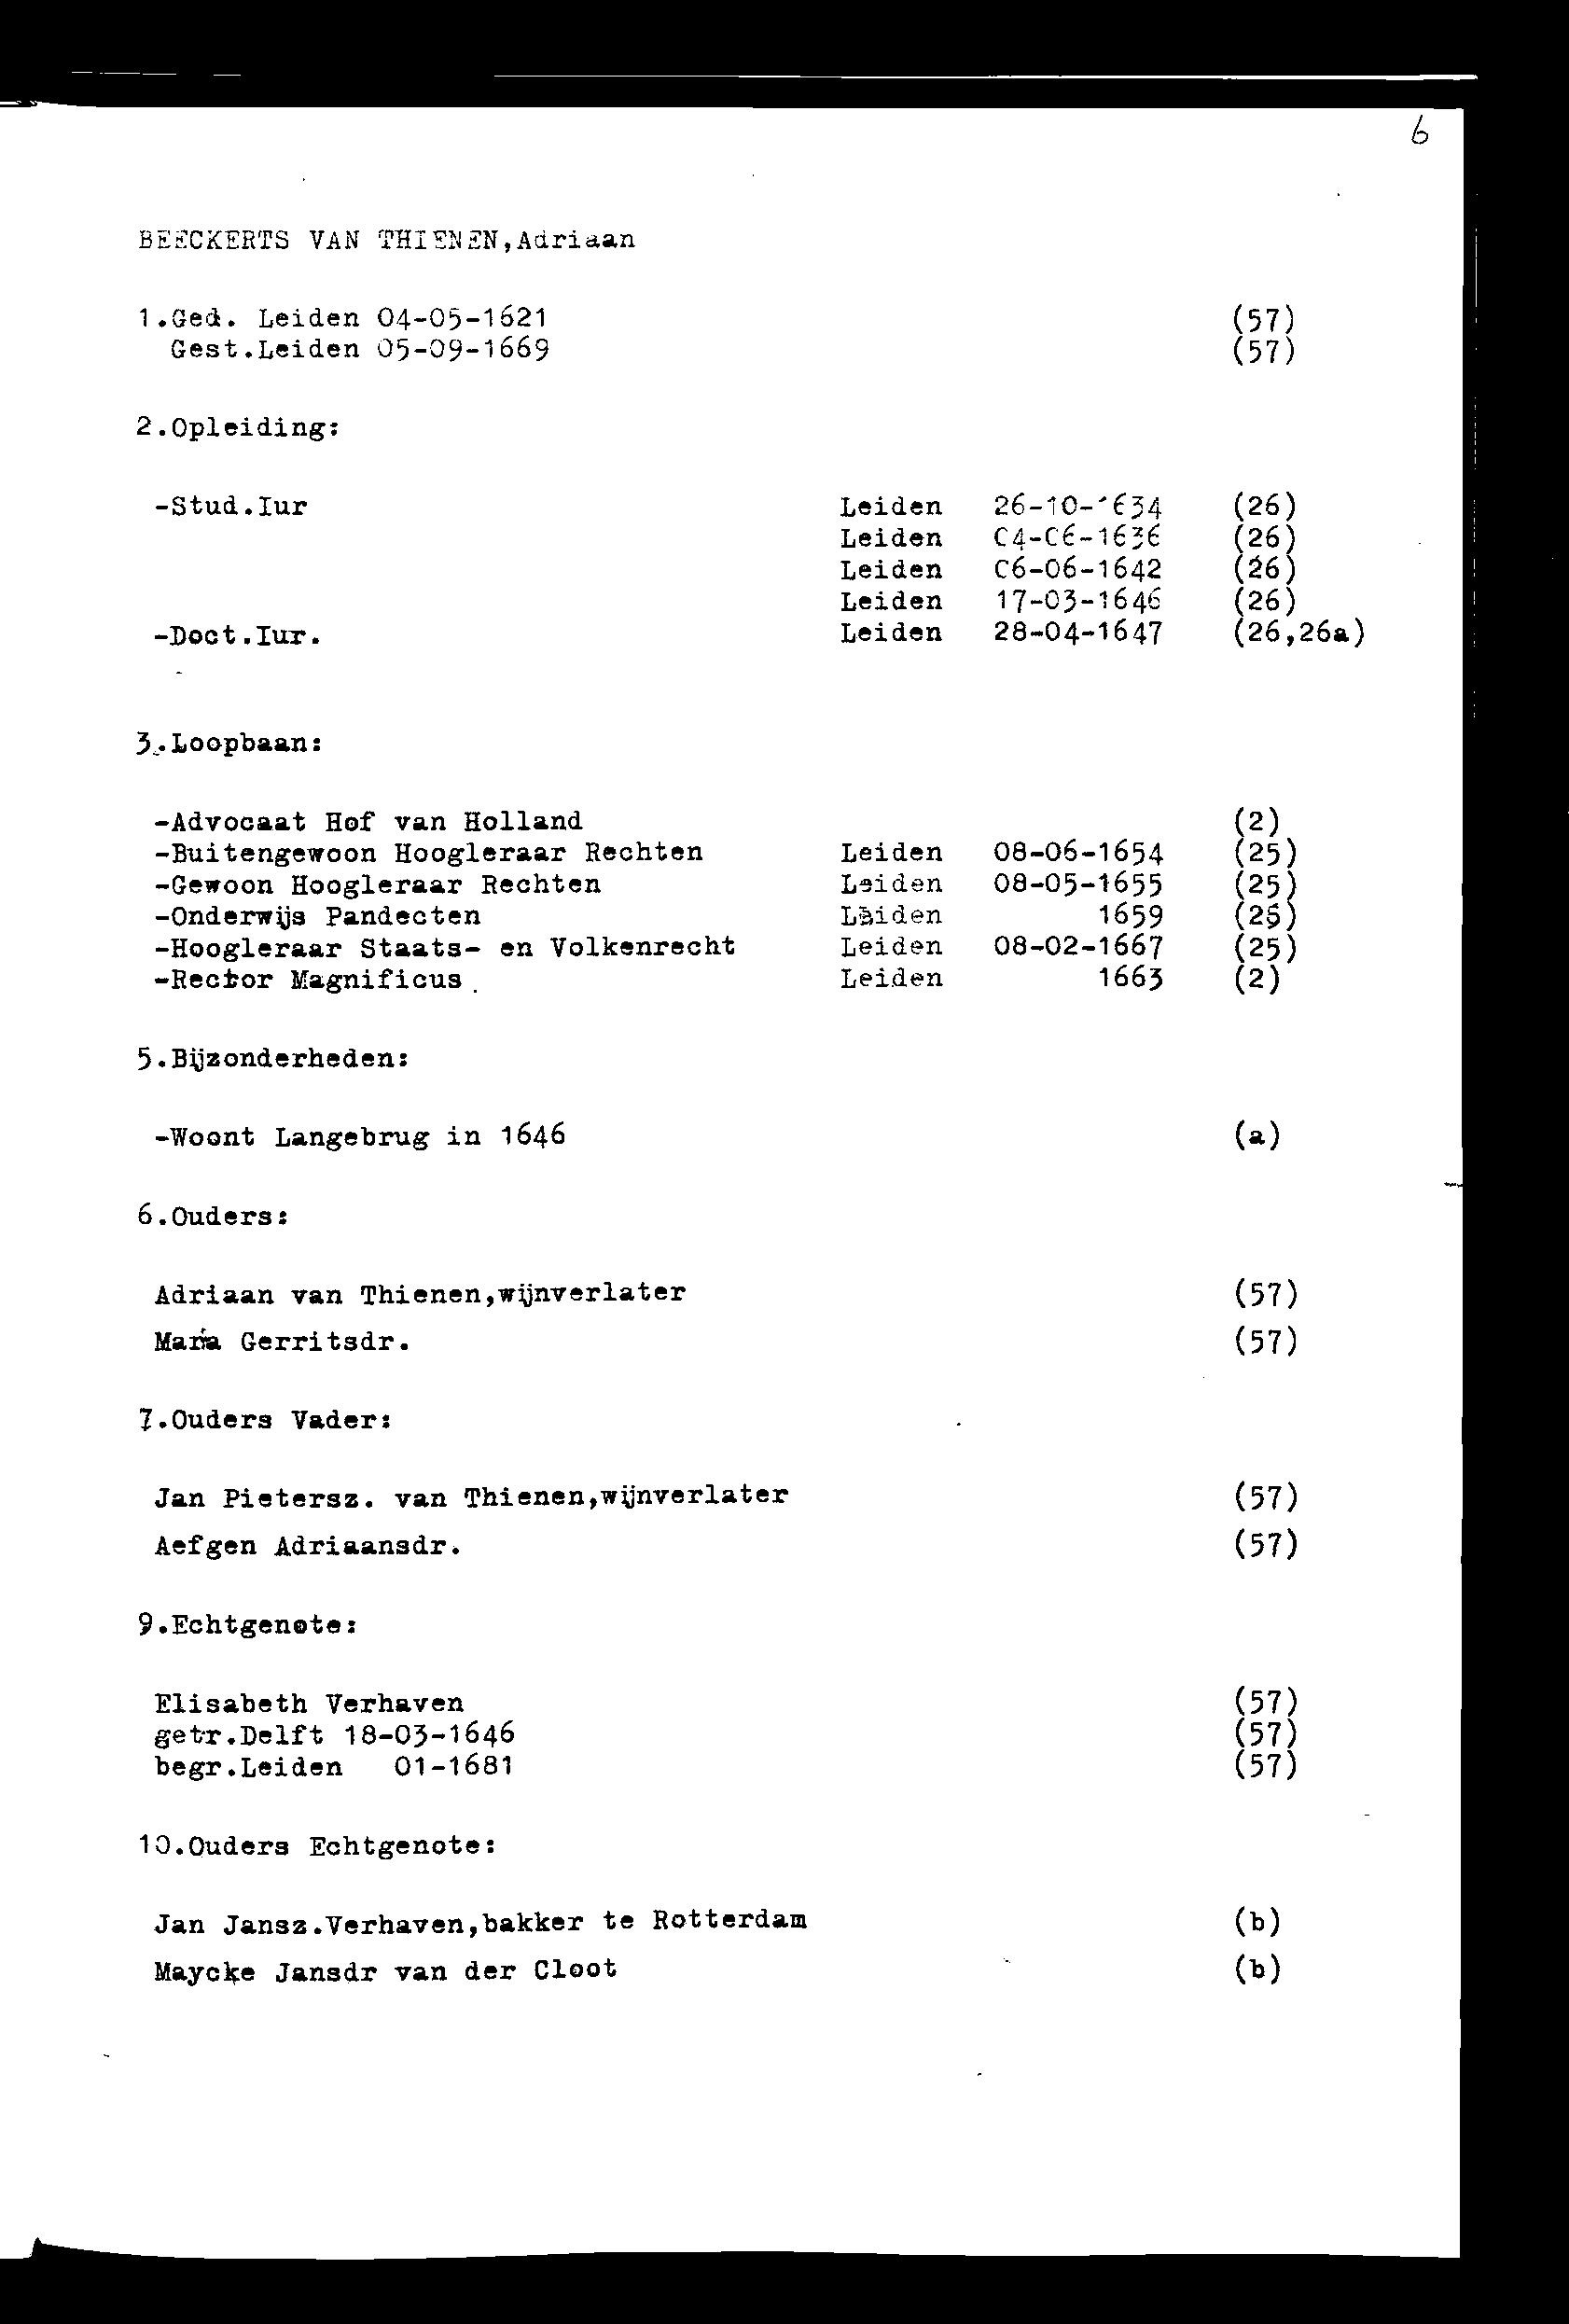 6
BEECKERTS VAN THIENEN,Adriaan
1.Ged. Leiden 04-05-1621 (57)
Gest.Leiden 05-09-1669 (57)
2.Opleiding:
-Stud.Iur Leiden 26-10-1634 (26)
Leiden 04-06-1636 (26)
Leiden 06-06-1642 (26)
Leiden 17-03-1646 (26)
-Doct.Iur. Leiden 28-04-1647 (26,26a)
3.Loopbaan:
-Advocaat Hof van Holland (2)
-Buitengewoon Hoogleraar Rechten Leiden 08-06-1654 (25)
-Gewoon Hoogleraar Rechten Leiden 08-05-1655 (25)
-Onderwijs Pandecten Leiden 1659
-Hoogleraar Staats- en Volkenrecht Leiden 08-02-1667 (25)
-Rector Magnificus Leiden 1663 (2)
5.Bijzonderheden:
-Woont Langebrug in 1646 (a)
6.Ouders:
Adriaan van Thienen,wijnverlater (57)
Maria Gerritsdr. (57)
7.Ouders Vader:
Jan Pietersz. van Thienen,wijnverlater (57)
Aefgen Adriaansdr. (57)
9.Echtgenote:
Elisabeth Verhaven (57)
getr.Delft 18-03-1646 (57)
begr.Leiden 01-1681 (57)
10.Ouders Echtgenote:
Jan Jansz.Verhaven,bakker te Rotterdam (b)
Maycke Jansdr van der Cloot (b)